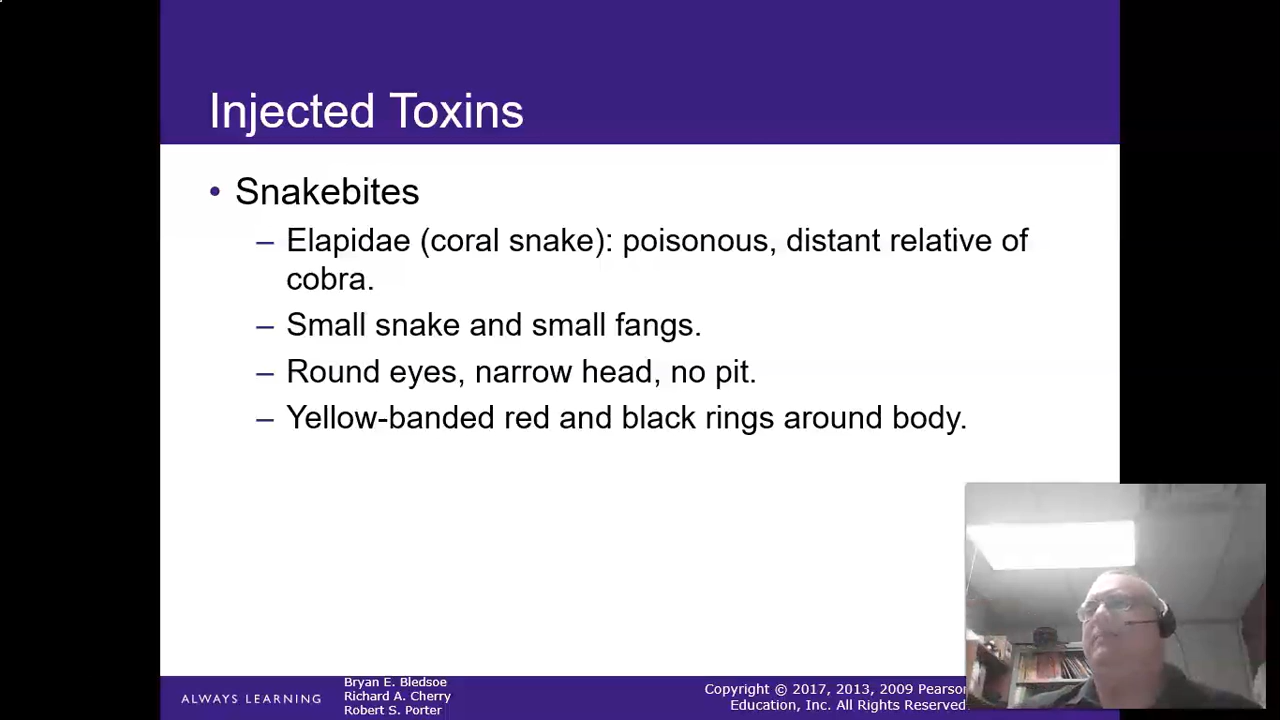 Injected Toxins
• Snakebites
– Elapidae (coral snake): poisonous, distant relative of
cobra.
– Small snake and small fangs.
– Round eyes, narrow head, no pit.
– Yellow-banded red and black rings around body.
ALWAYS LEARNING
Bryan E. Bledsoe
Richard A. Cherry
Robert S. Porter
Copyright © 2017, 2013, 2009 Pearson
Education, Inc. All Rights Reserved.